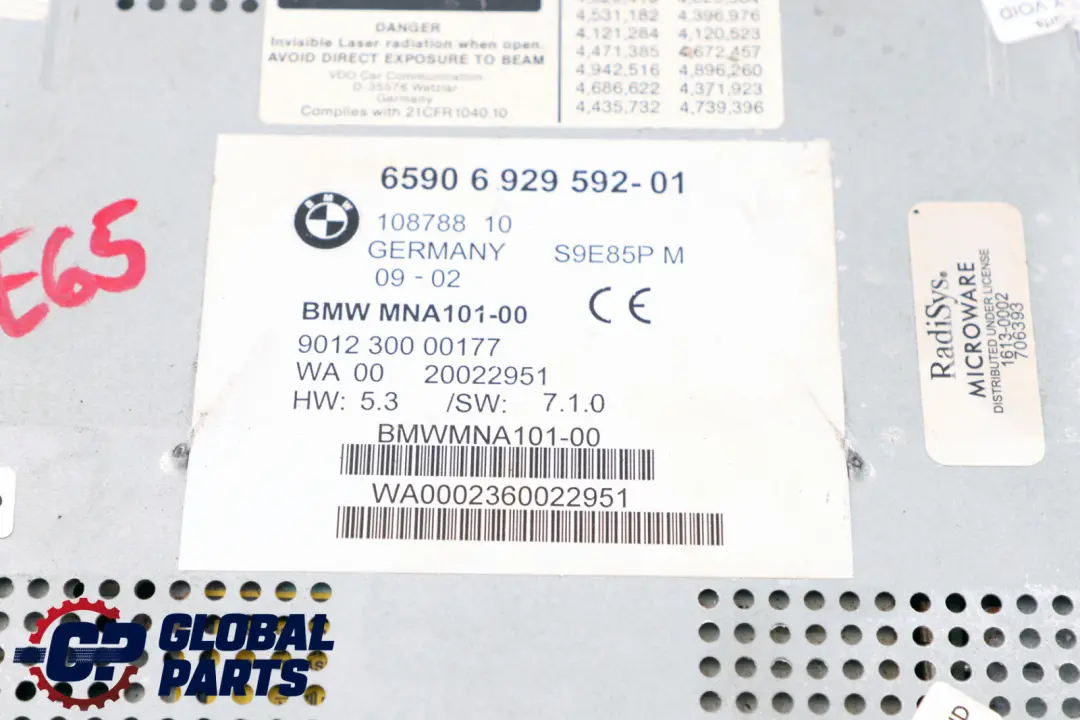 DANGER
Invisible Laser radiation when open.
AVOID DIRECT EXPOSURE TO BEAM
VDO Car Communication
D-35576 Wetzlar
Germany
Complies with 21CFR1040.10
4,531,182 4,396,976
4,121,284 4,120,523
4,471,385 4,672,457
4,942,516 4,896,260
4,686,622 4,371,923
4,435,732 4,739,396
VOID
E65
6590 6 929 592-01
BMW
108788 10
GERMANY S9E85P M
09 - 02
CE
BMW MNA101-00
9012 300 00177
WA 00 20022951
HW: 5.3 /SW: 7.1.0
BMWMNA101-00
WA0002360022951
RadiSys®
MICROWARE
DISTRIBUTED UNDER LICENSE
1613-0002
706393
CP GLOBAL
PARTS